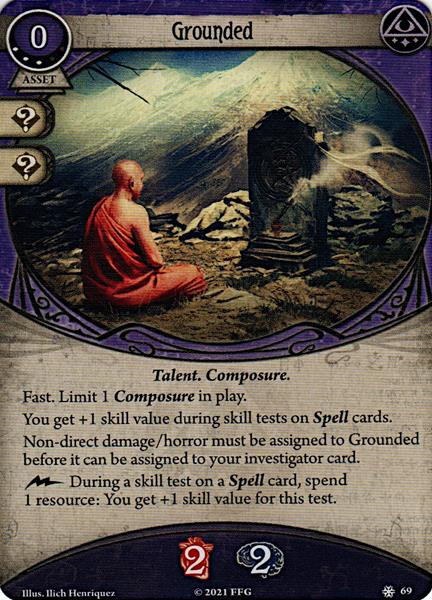 Grounded
0
ASSET
?
?
Talent. Composure.
Fast. Limit 1 Composure in play.
You get +1 skill value during skill tests on Spell cards.
Non-direct damage/horror must be assigned to Grounded
before it can be assigned to your investigator card.
During a skill test on a Spell card, spend
1 resource: You get +1 skill value for this test.
2 2
Illus. Ilich Henriquez © 2021 FFG 69